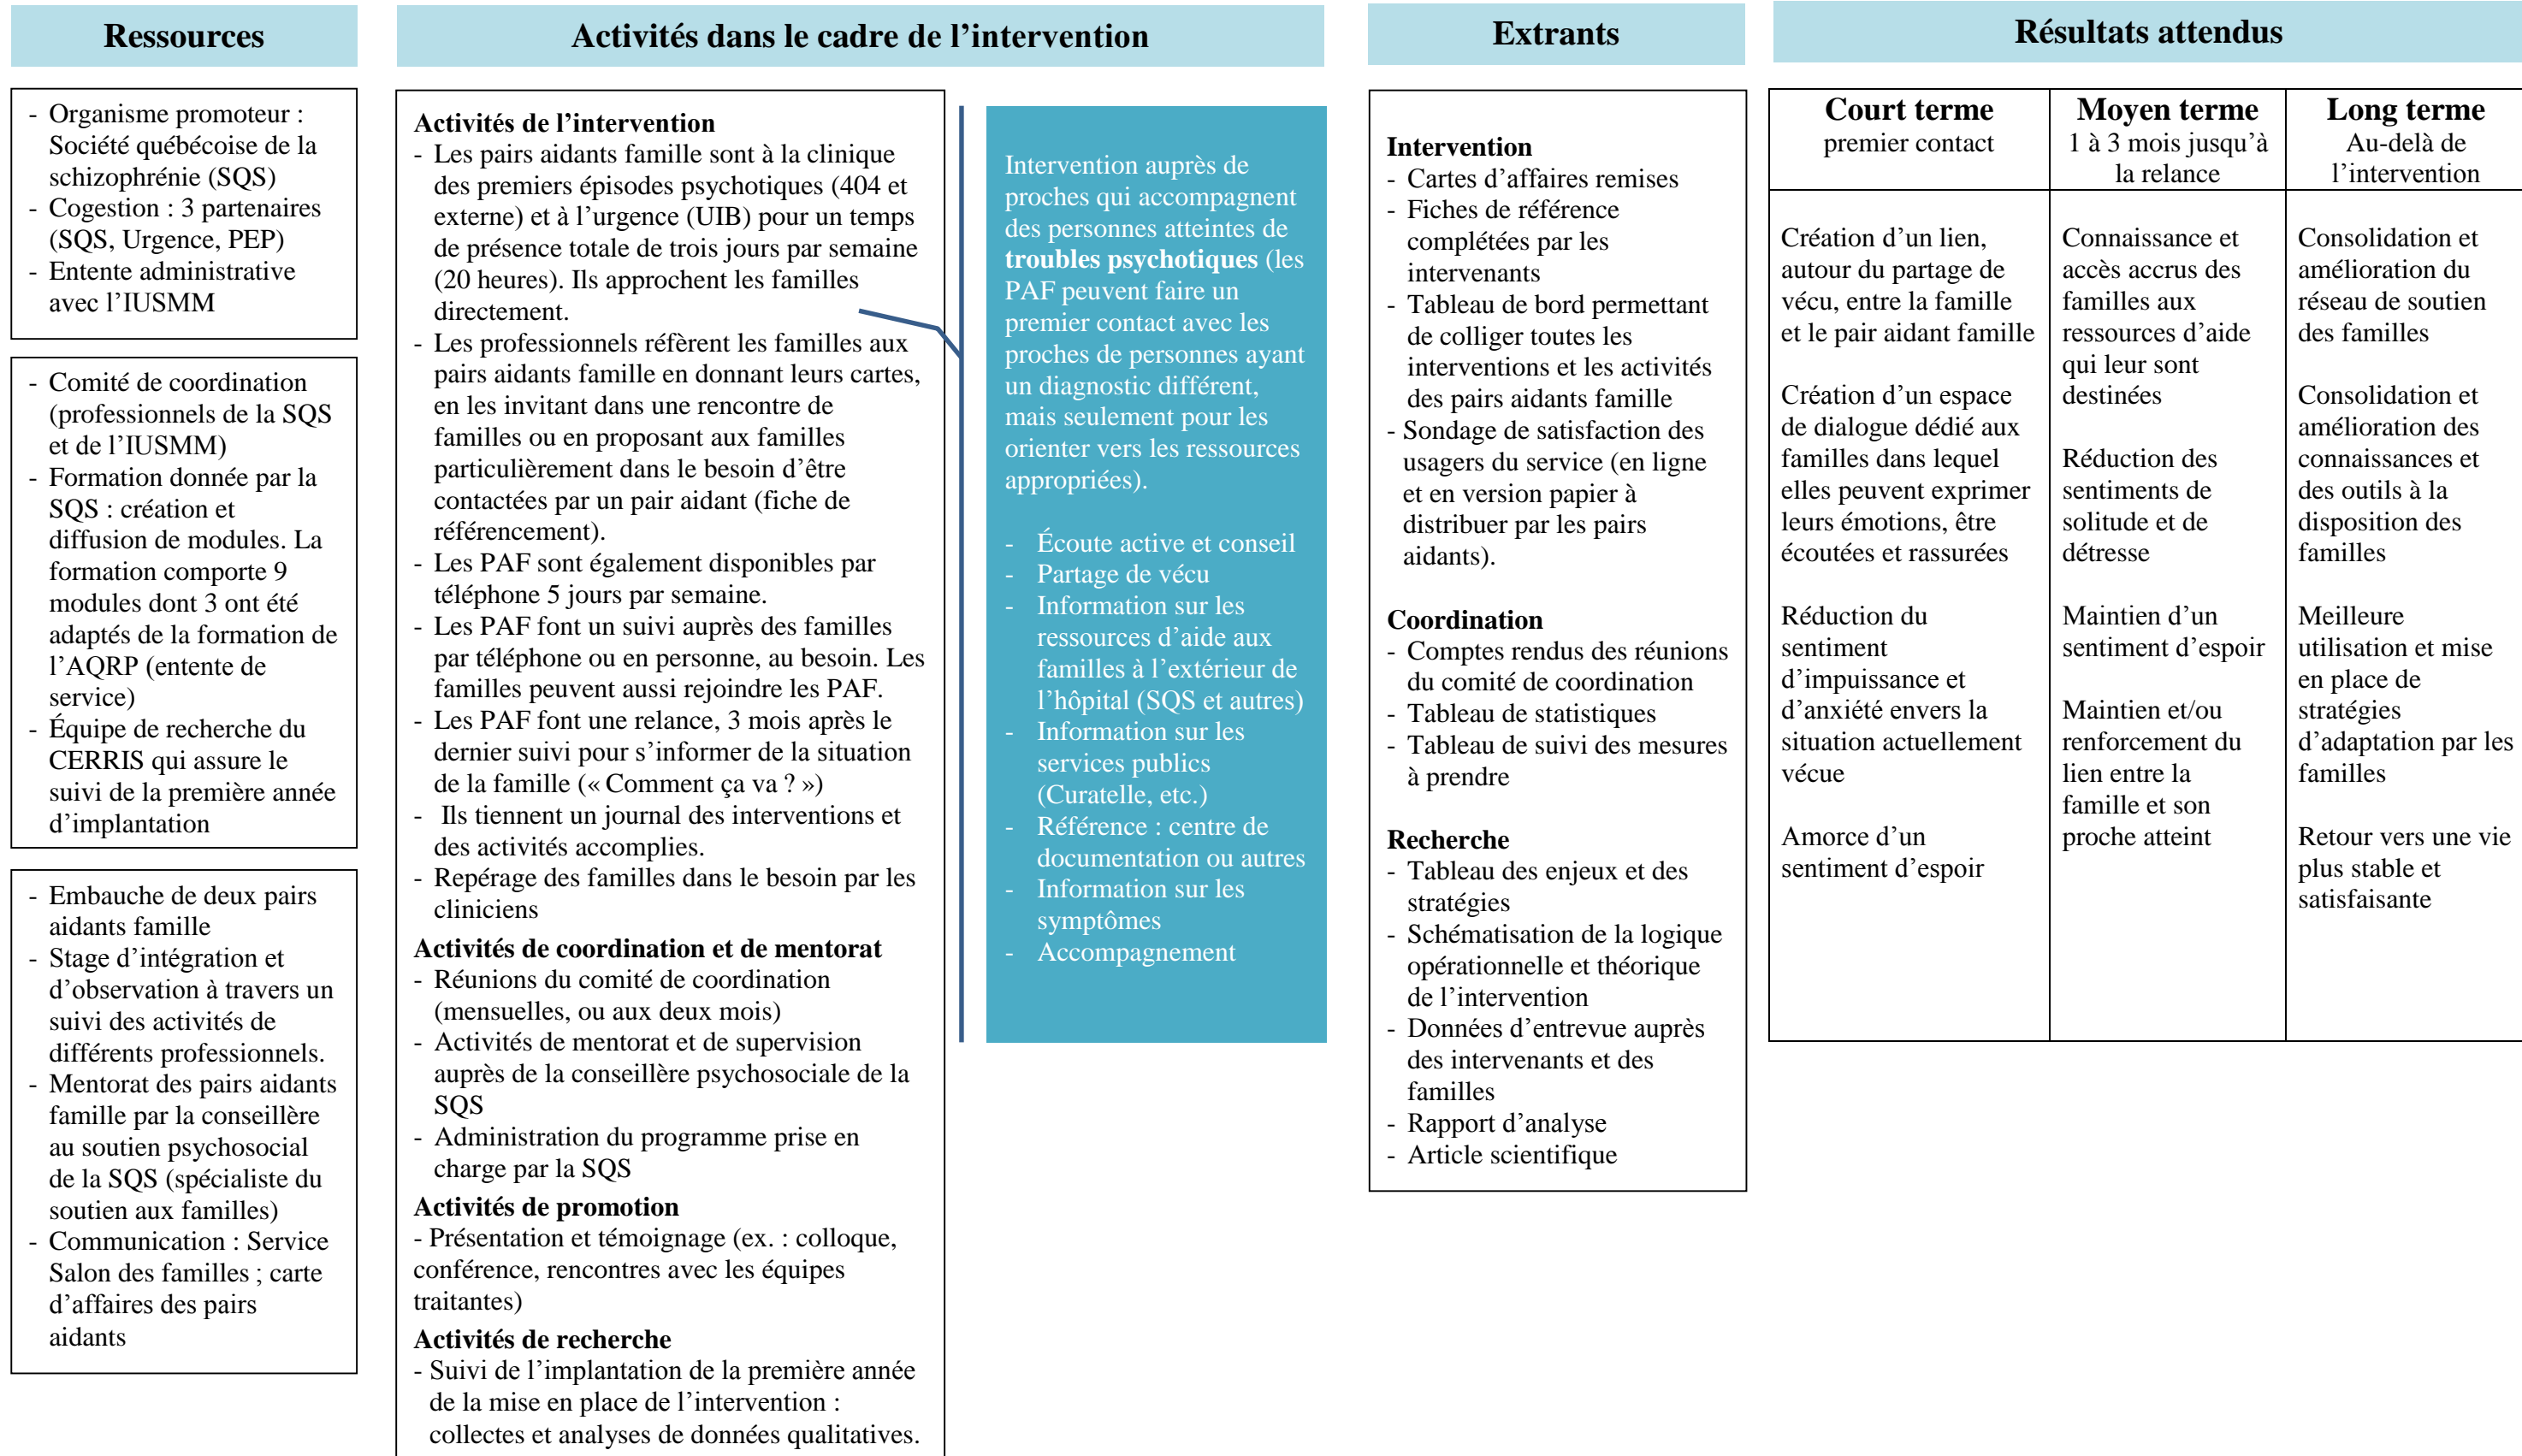 Ressources
- Organisme promoteur :
Société québécoise de la
schizophrénie (SQS)
- Cogestion : 3 partenaires
(SQS, Urgence, PEP)
- Entente administrative
avec l’IUSMM
- Comité de coordination
(professionnels de la SQS
et de l’IUSMM)
- Formation donnée par la
SQS : création et
diffusion de modules. La
formation comporte 9
modules dont 3 ont été
adaptés de la formation de
l’AQRP (entente de
service)
- Équipe de recherche du
CERRIS qui assure le
suivi de la première année
d’implantation
- Embauche de deux pairs
aidants famille
- Stage d’intégration et
d’observation à travers un
suivi des activités de
différents professionnels.
- Mentorat des pairs aidants
famille par la conseillère
au soutien psychosocial
de la SQS (spécialiste du
soutien aux familles)
- Communication : Service
Salon des familles ; carte
d’affaires des pairs
aidants
Activités dans le cadre de l’intervention
Activités de l’intervention
- Les pairs aidants famille sont à la clinique
des premiers épisodes psychotiques (404 et
externe) et à l’urgence (UIB) pour un temps
de présence totale de trois jours par semaine
(20 heures). Ils approchent les familles
directement.
- Les professionnels réfèrent les familles aux
pairs aidants famille en donnant leurs cartes,
en les invitant dans une rencontre de
familles ou en proposant aux familles
particulièrement dans le besoin d’être
contactées par un pair aidant (fiche de
référencement).
- Les PAF sont également disponibles par
téléphone 5 jours par semaine.
- Les PAF font un suivi auprès des familles
par téléphone ou en personne, au besoin. Les
familles peuvent aussi rejoindre les PAF.
- Les PAF font une relance, 3 mois après le
dernier suivi pour s’informer de la situation
de la famille (« Comment ça va ? »)
- Ils tiennent un journal des interventions et
des activités accomplies.
- Repérage des familles dans le besoin par les
cliniciens
Activités de coordination et de mentorat
- Réunions du comité de coordination
(mensuelles, ou aux deux mois)
- Activités de mentorat et de supervision
auprès de la conseillère psychosociale de la
SQS
- Administration du programme prise en
charge par la SQS
Activités de promotion
- Présentation et témoignage (ex. : colloque,
conférence, rencontres avec les équipes
traitantes)
Activités de recherche
- Suivi de l’implantation de la première année
de la mise en place de l’intervention :
collectes et analyses de données qualitatives.
Intervention auprès de
proches qui accompagnent
des personnes atteintes de
troubles psychotiques (les
PAF peuvent faire un
premier contact avec les
proches de personnes ayant
un diagnostic différent,
mais seulement pour les
orienter vers les ressources
appropriées).
- Écoute active et conseil
- Partage de vécu
- Information sur les
ressources d’aide aux
familles à l’extérieur de
l’hôpital (SQS et autres)
- Information sur les
services publics
(Curatelle, etc.)
- Référence : centre de
documentation ou autres
- Information sur les
symptômes
- Accompagnement
Extrants
Intervention
- Cartes d’affaires remises
- Fiches de référence
complétées par les
intervenants
- Tableau de bord permettant
de colliger toutes les
interventions et les activités
des pairs aidants famille
- Sondage de satisfaction des
usagers du service (en ligne
et en version papier à
distribuer par les pairs
aidants).
Coordination
- Comptes rendus des réunions
du comité de coordination
- Tableau de statistiques
- Tableau de suivi des mesures
à prendre
Recherche
- Tableau des enjeux et des
stratégies
- Schématisation de la logique
opérationnelle et théorique
de l’intervention
- Données d’entrevue auprès
des intervenants et des
familles
- Rapport d’analyse
- Article scientifique
Résultats attendus
Court terme
premier contact
Création d’un lien,
autour du partage de
vécu, entre la famille
et le pair aidant famille
Création d’un espace
de dialogue dédié aux
familles dans lequel
elles peuvent exprimer
leurs émotions, être
écoutées et rassurées
Réduction du
sentiment
d’impuissance et
d’anxiété envers la
situation actuellement
vécue
Amorce d’un
sentiment d’espoir
Moyen terme
1 à 3 mois jusqu’à
la relance
Connaissance et
accès accrus des
familles aux
ressources d’aide
qui leur sont
destinées
Réduction des
sentiments de
solitude et de
détresse
Maintien d’un
sentiment d’espoir
Maintien et/ou
renforcement du
lien entre la
famille et son
proche atteint
Long terme
Au-delà de
l’intervention
Consolidation et
amélioration du
réseau de soutien
des familles
Consolidation et
amélioration des
connaissances et
des outils à la
disposition des
familles
Meilleure
utilisation et mise
en place de
stratégies
d’adaptation par les
familles
Retour vers une vie
plus stable et
satisfaisante